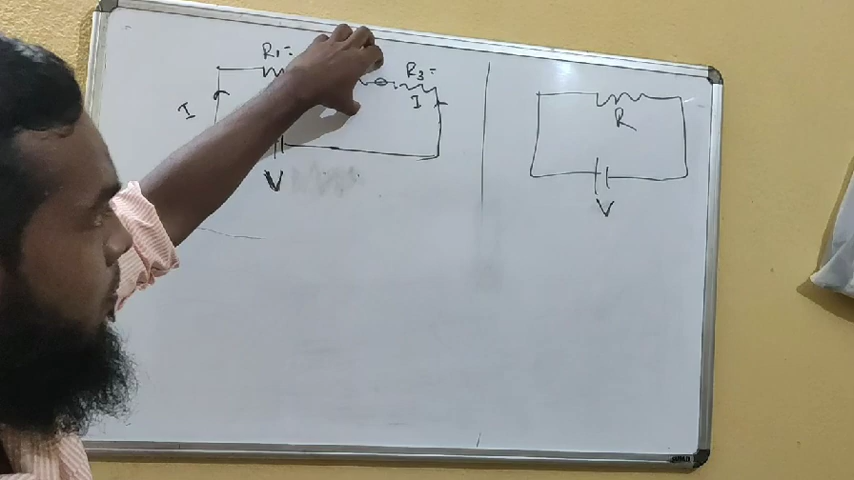 R₁=
R₃=
I
I
V
R
V